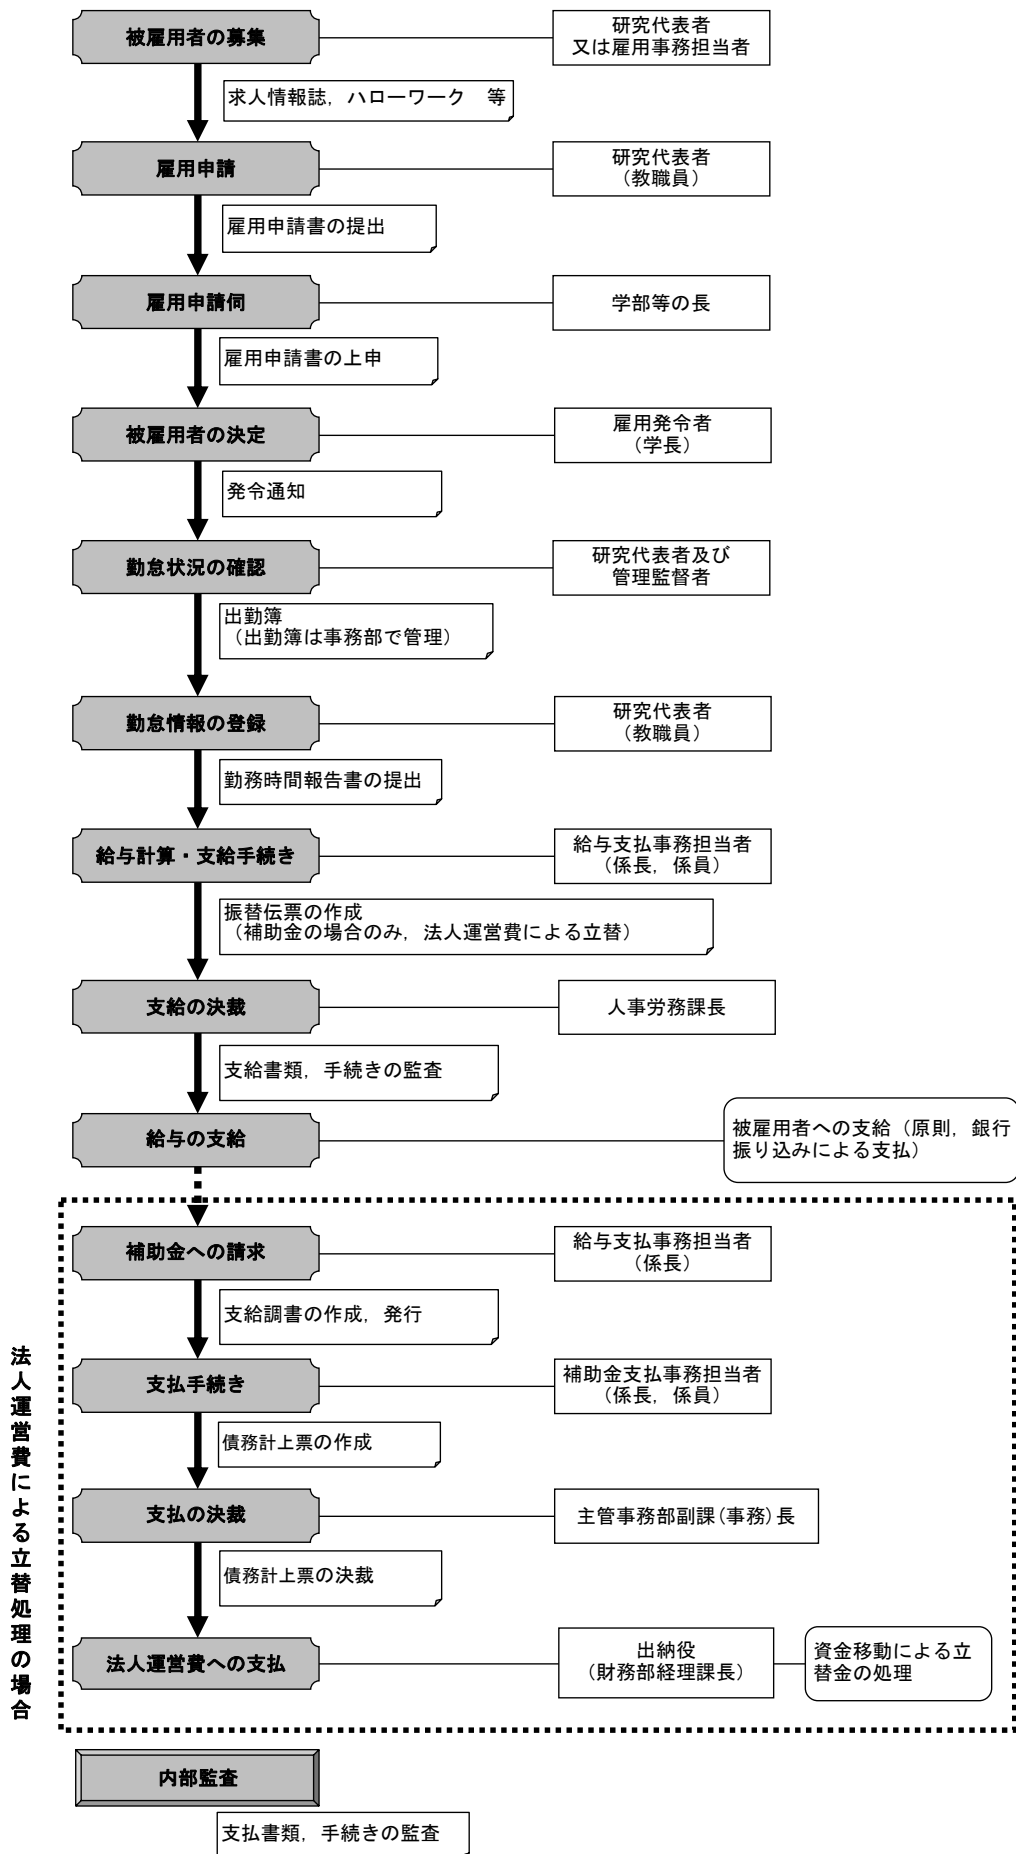 被雇用者の募集
研究代表者
又は雇用事務担当者
求人情報誌，ハローワーク　等
雇用申請
研究代表者
（教職員）
雇用申請書の提出
雇用申請伺
学部等の長
雇用申請書の上申
被雇用者の決定
雇用発令者
（学長）
発令通知
勤怠状況の確認
研究代表者及び
管理監督者
出勤簿
（出勤簿は事務部で管理）
勤怠情報の登録
研究代表者
（教職員）
勤務時間報告書の提出
給与計算・支給手続き
給与支払事務担当者
（係長，係員）
振替伝票の作成
（補助金の場合のみ，法人運営費による立替）
支給の決裁
人事労務課長
支給書類，手続きの監査
給与の支給
被雇用者への支給（原則，銀行
振り込みによる支払）
法人運営費による立替処理の場合
補助金への請求
給与支払事務担当者
（係長）
支給調書の作成，発行
支払手続き
補助金支払事務担当者
（係長，係員）
債務計上票の作成
支払の決裁
主管事務部副課(事務)長
債務計上票の決裁
法人運営費への支払
出納役
（財務部経理課長）
資金移動による立
替金の処理
内部監査
支払書類，手続きの監査